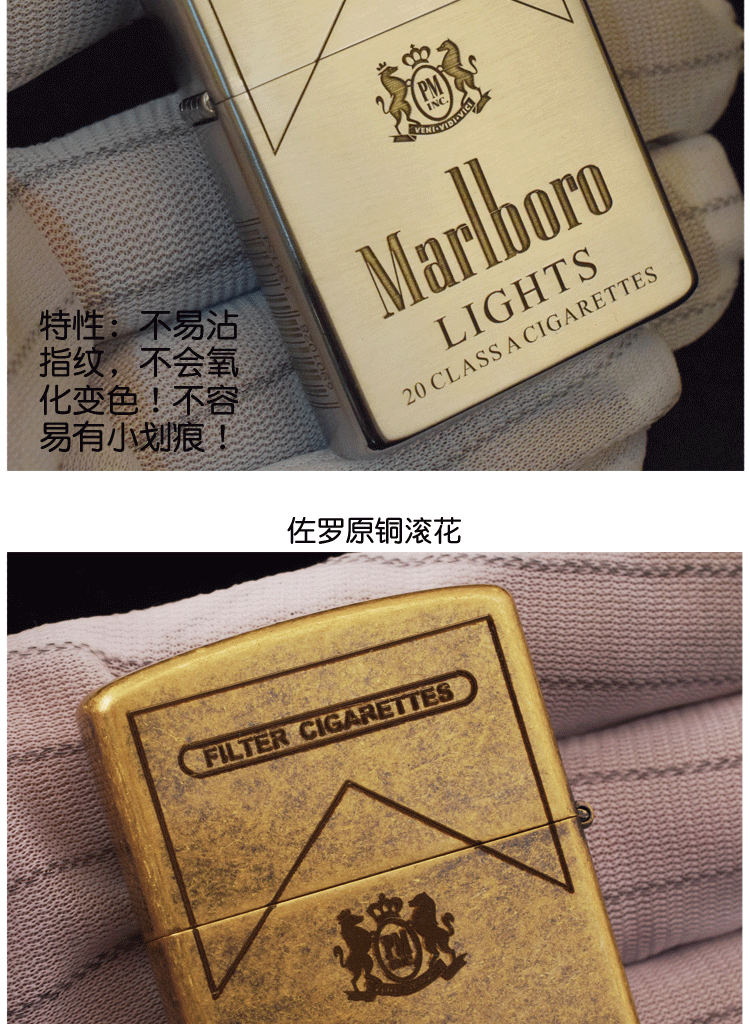 PM
INC.
VENI·VIDI·VICI
Marlboro
LIGHTS
20 CLASS A CIGARETTES
特性：不易沾
指纹，不会氧
化变色！不容
易有小划痕！
佐罗原铜滚花
FILTER CIGARETTES
PM